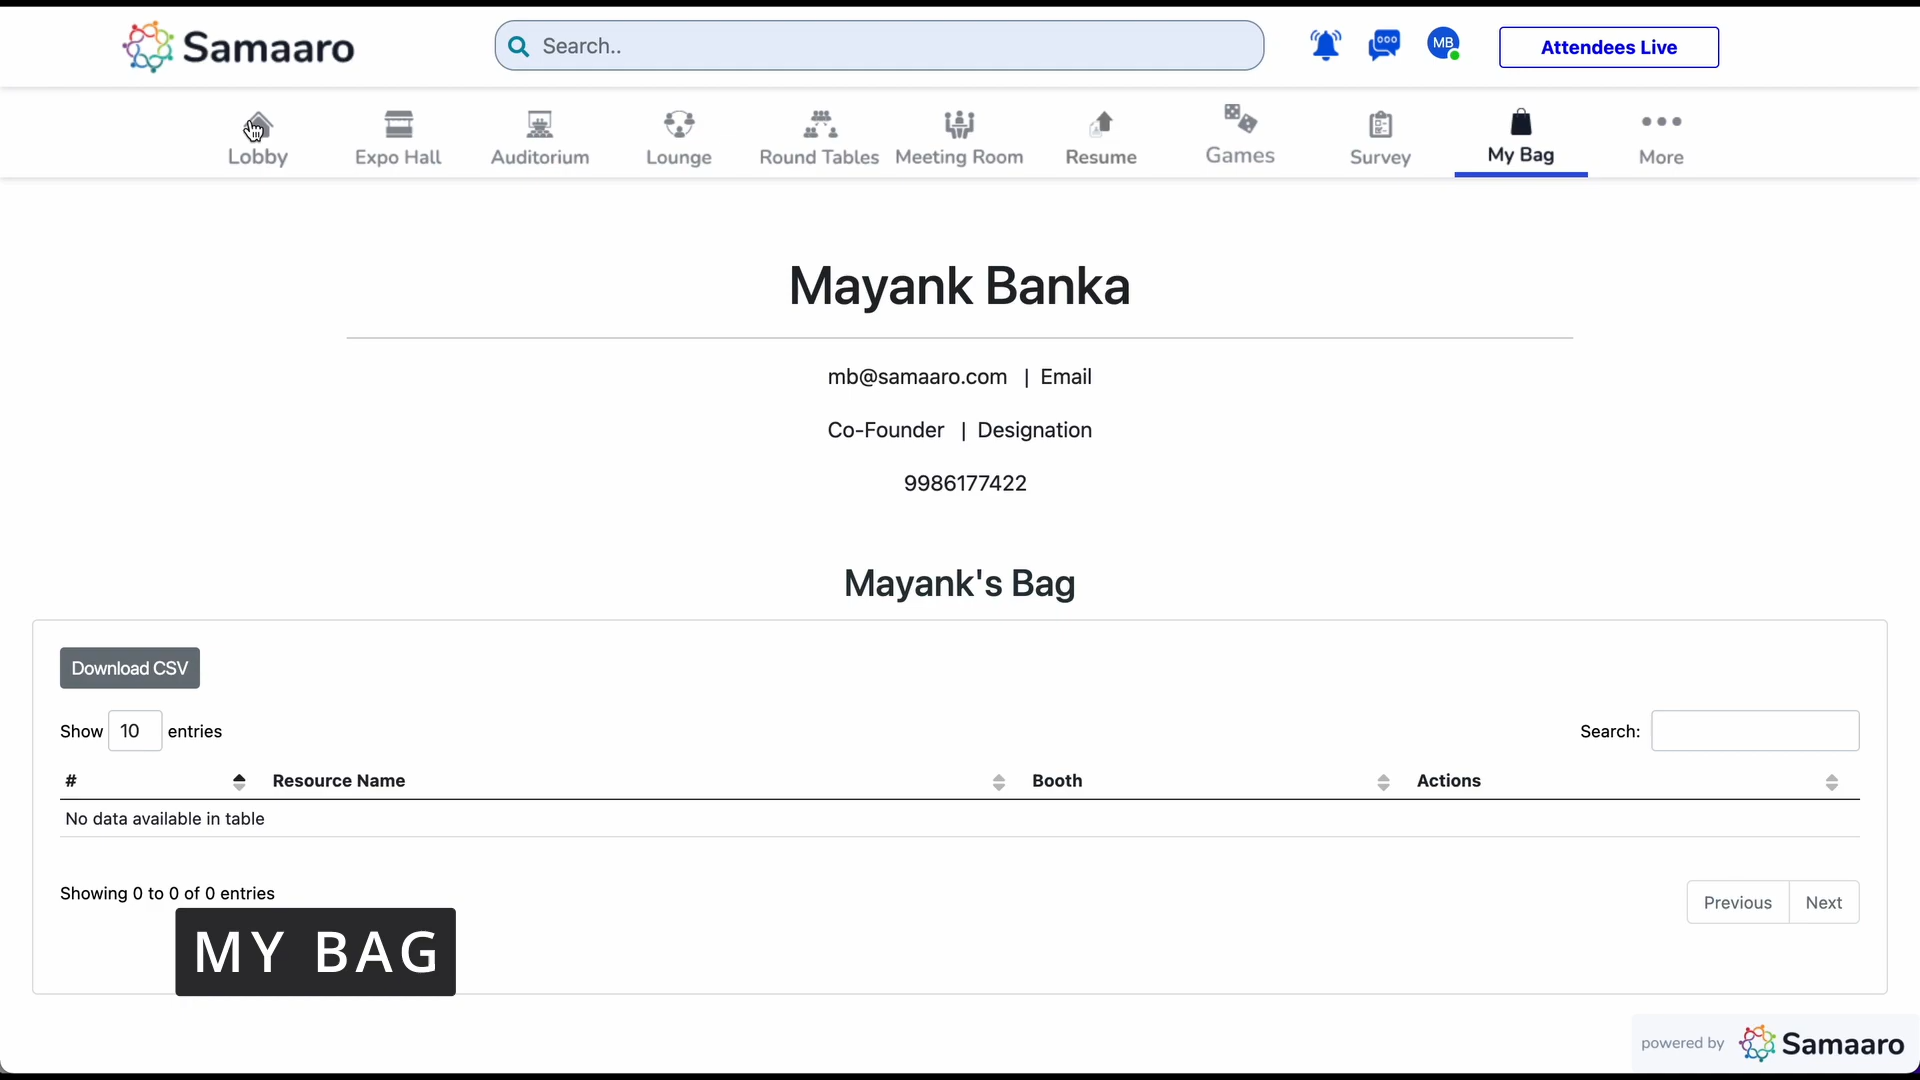 Samaaro
Search..
MB
Attendees Live
Lobby
Expo Hall
Auditorium
Lounge
Round Tables
Meeting Room
Resume
Games
Survey
My Bag
More
Mayank Banka
mb@samaaro.com | Email
Co-Founder | Designation
9986177422
Mayank's Bag
Download CSV
Show 10 entries
Search:
# Resource Name Booth Actions
No data available in table
Showing 0 to 0 of 0 entries
Previous Next
MY BAG
powered by Samaaro